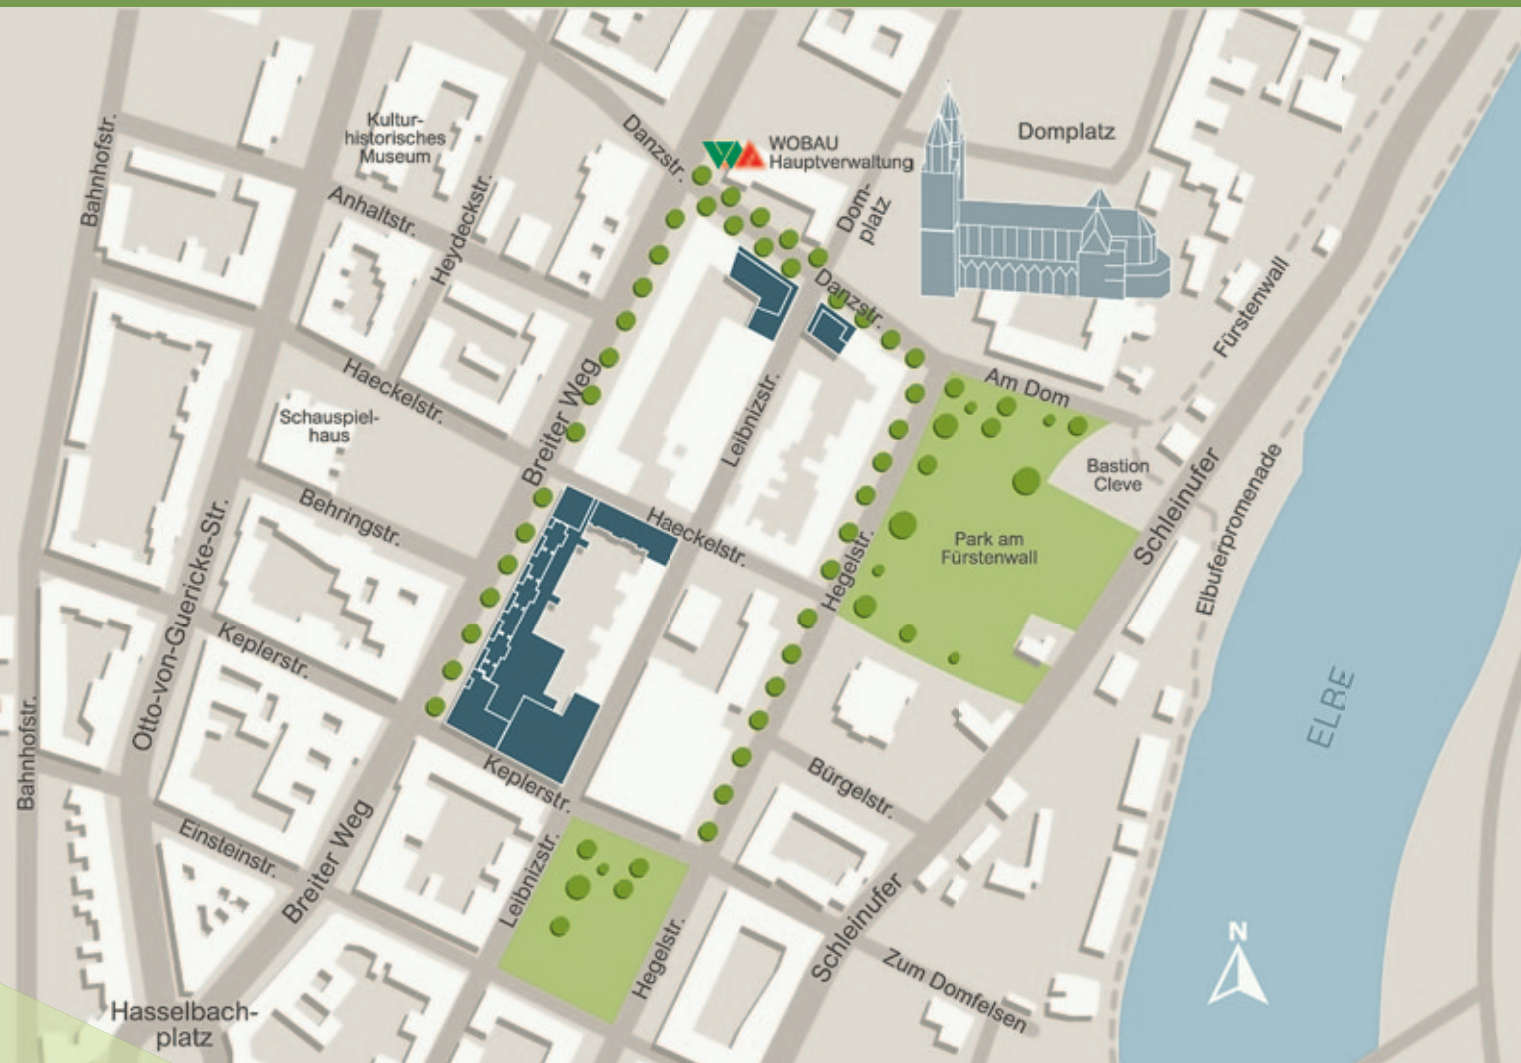 Bahnhofstr.
Kultur-
historisches
Museum
Danzstr.
WOBAU
Hauptverwaltung
Domplatz
Dom-
platz
Anhaltstr.
Heydeckstr.
Danzstr.
Fürstenwall
Haeckelstr.
Am Dom
Schauspiel-
haus
Breiter Weg
Leibnizstr.
Bastion
Cleve
Schleinufer
Elbuferpromenade
Behringstr.
Haeckelstr.
Hegelstr.
Park am
Fürstenwall
Otto-von-Guericke-Str.
Keplerstr.
ELBE
Bahnhofstr.
Keplerstr.
Bürgelstr.
Einsteinstr.
Breiter Weg
Leibnizstr.
Hegelstr.
Schleinufer
Zum Domfelsen
N
Hasselbach-
platz